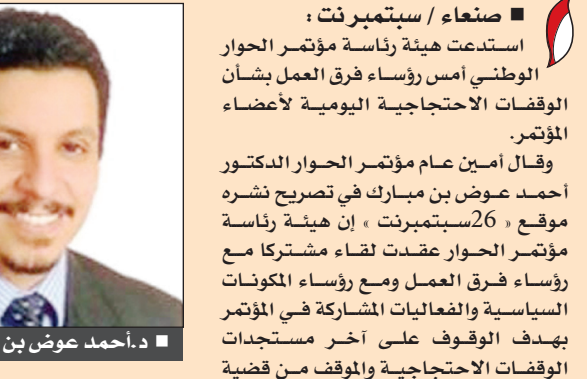 ■ صنعاء / سبتمبرنت :
استدعت هيئة رئاسة مؤتمر الحوار
الوطني أمس رؤساء فرق العمل بشأن
الوقفات الاحتجاجية اليومية لأعضاء
المؤتمر.
وقال أمين عام مؤتمر الحوار الدكتور
أحمد عوض بن مبارك في تصريح نشره
موقع « 26سبتمبرنت » إن هيئة رئاسة
مؤتمر الحوار عقدت لقاء مشتركا مع
رؤساء فرق العمل ومع رؤساء المكونات
السياسية والفعاليات المشاركة في المؤتمر
بهدف الوقوف على آخر مستجدات
الوقفات الاحتجاجية والموقف من قضية
■ د.أحمد عوض بن